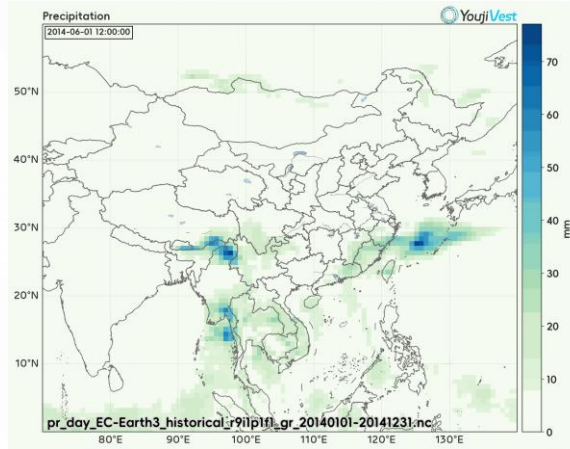 Precipitation
YoujiVest
2014-06-01 12:00:00
70
60
50
40
30
20
10
0
mm
50°N
40°N
30°N
20°N
10°N
pr_day_EC-Earth3_historical_r9i1p1f1_gr_20140101-20141231.nc
80°E 90°E 100°E 110°E 120°E 130°E